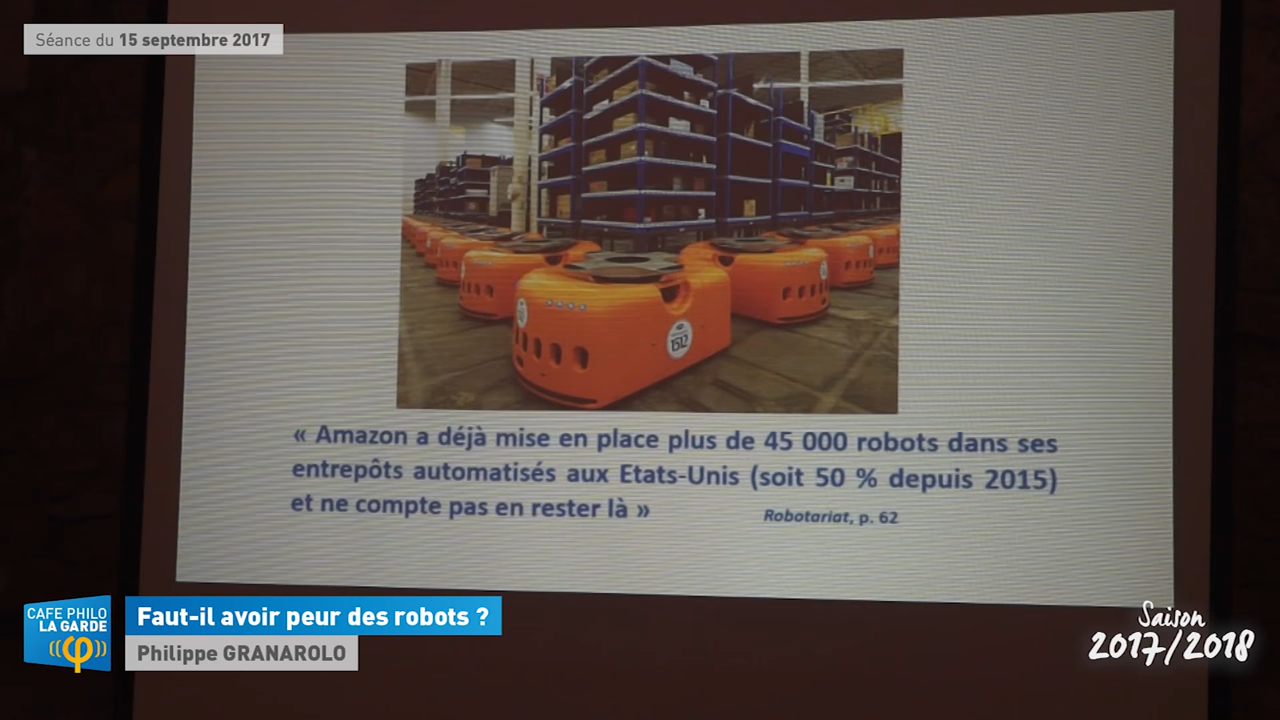 Séance du 15 septembre 2017
1512
« Amazon a déjà mise en place plus de 45 000 robots dans ses
entrepôts automatisés aux Etats-Unis (soit 50 % depuis 2015)
et ne compte pas en rester là »
Robotariat, p. 62
CAFE PHILO
LA GARDE
((φ))
Faut-il avoir peur des robots ?
Philippe GRANAROLO
Saison
2017/2018